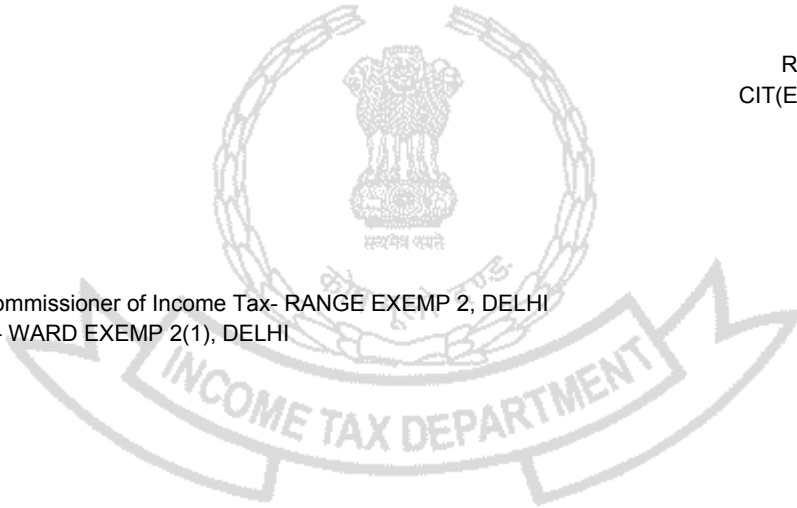 R
CIT(E
सत्यमेव जयते
ommissioner of Income Tax- RANGE EXEMP 2, DELHI
- WARD EXEMP 2(1), DELHI
INCOME TAX DEPARTMENT